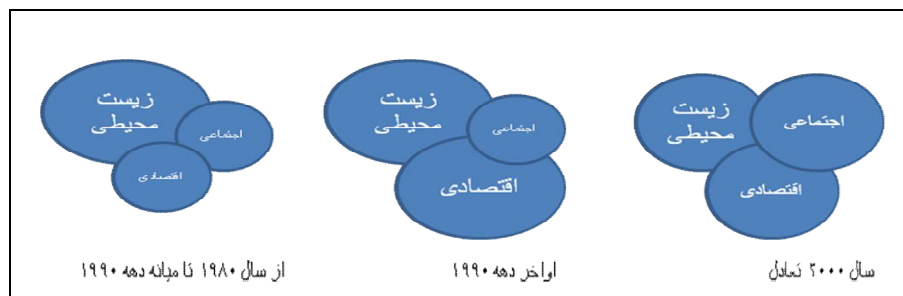 زیست
محیطی
اجتماعی
اقتصادی
از سال ۱۹۸۰ تا میانه دهه ۱۹۹۰
زیست
محیطی
اجتماعی
اقتصادی
اواخر دهه ۱۹۹۰
زیست
محیطی
اجتماعی
اقتصادی
سال ۲۰۰۰ تعادل